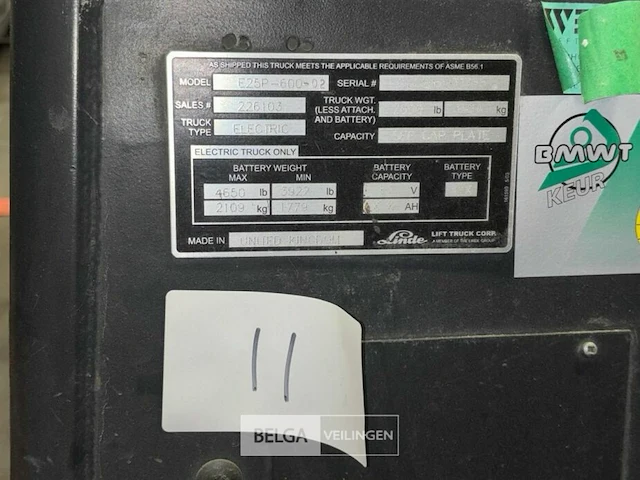 AS SHIPPED THIS TRUCK MEETS THE APPLICABLE REQUIREMENTS OF ASME B56.1
MODEL E25P-600-02 SERIAL #
SALES # 226103 TRUCK WGT. (LESS ATTACH. AND BATTERY) lb kg
TRUCK TYPE ELECTRIC CAPACITY CAP PLATE
ELECTRIC TRUCK ONLY
BATTERY WEIGHT BATTERY CAPACITY BATTERY TYPE
MAX MIN
4650 lb 3922 lb V
2109 kg 1779 kg AH
MADE IN UNITED KINGDOM Linde LIFT TRUCK CORP.
A MEMBER OF THE LINDE GROUP
BMWT
KEUR
11
BELGA VEILINGEN